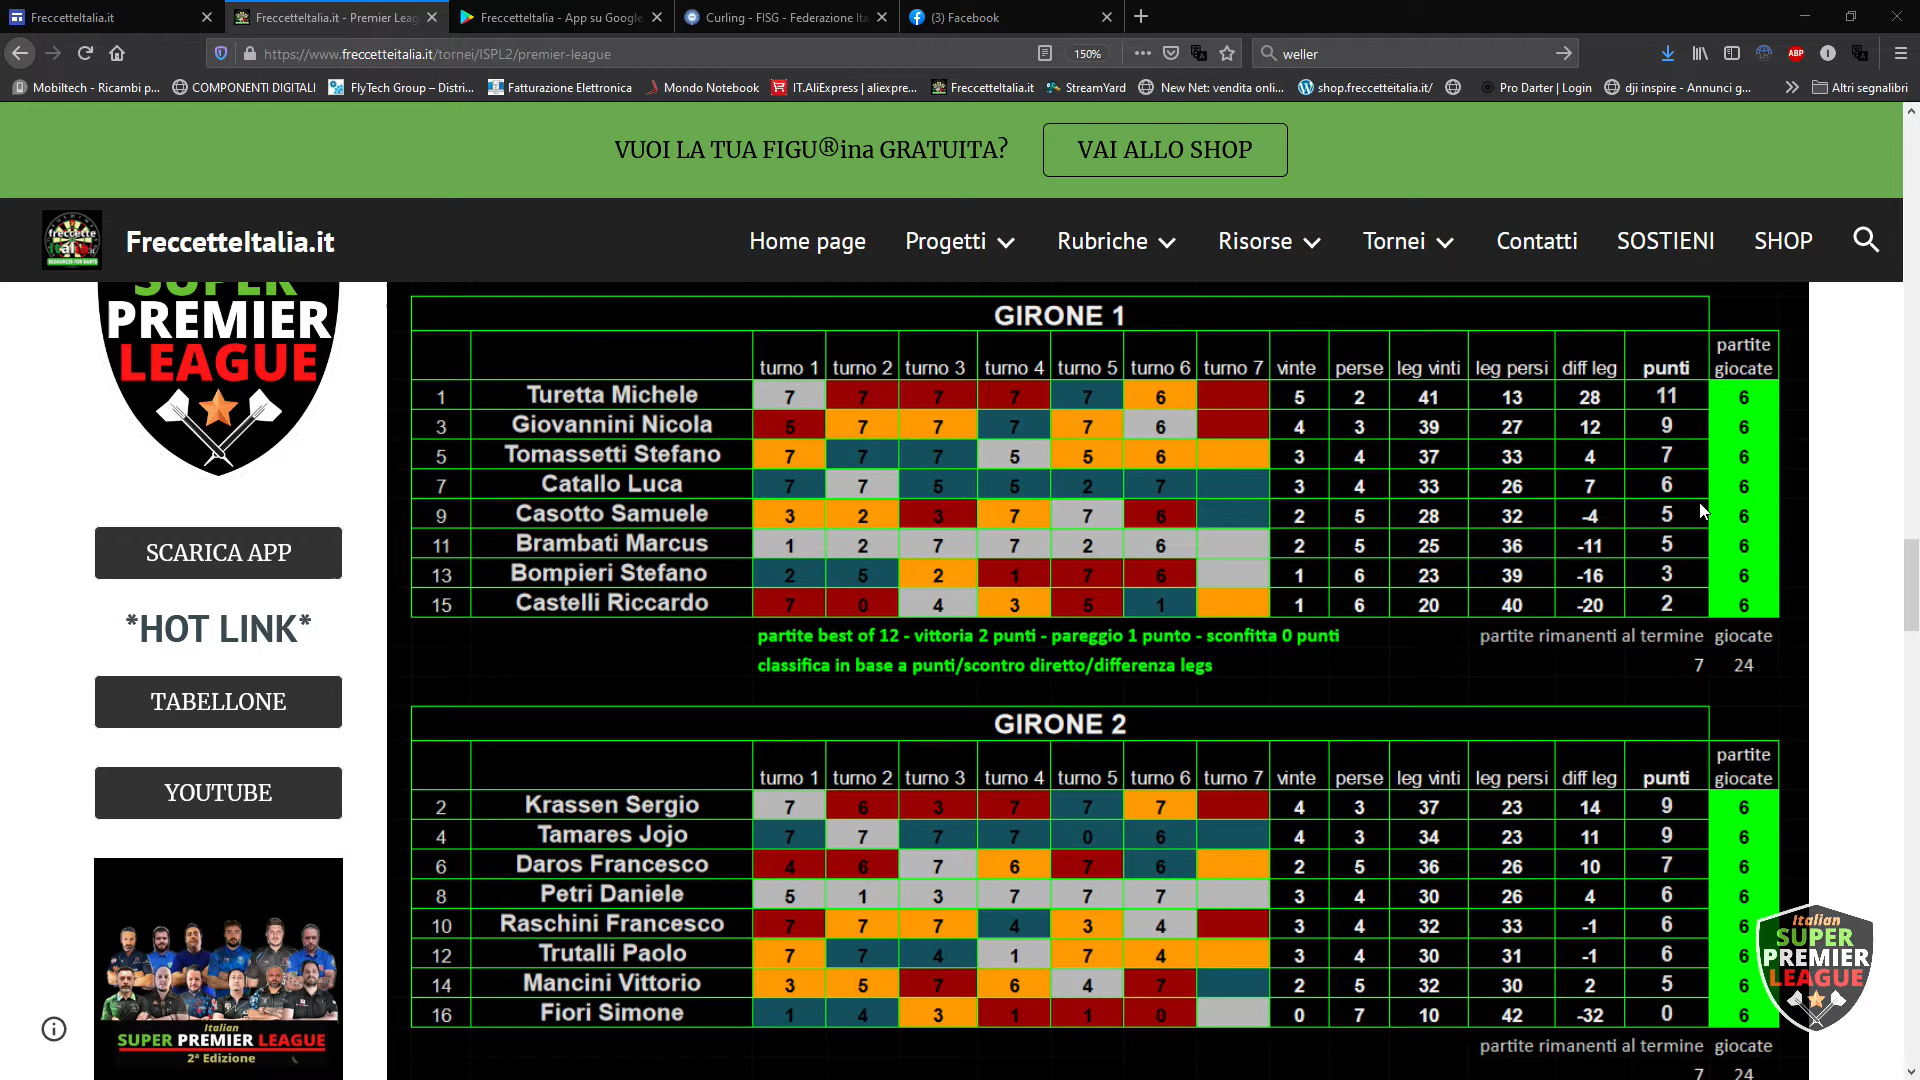 FreccetteItalia.it
FreccetteItalia.it - Premier Leag
FreccetteItalia - App su Google
Curling - FISG - Federazione Ita
(3) Facebook
https://www.freccetteitalia.it/tornei/ISPL2/premier-league
150%
weller
Mobiltech - Ricambi p...
COMPONENTI DIGITALI
FlyTech Group – Distri...
Fatturazione Elettronica
Mondo Notebook
IT.AliExpress | aliexpre...
FreccetteItalia.it
StreamYard
New Net: vendita onli...
shop.freccetteitalia.it/
Pro Darter | Login
dji inspire - Annunci g...
Altri segnalibri
VUOI LA TUA FIGU®ina GRATUITA?
VAI ALLO SHOP
FreccetteItalia.it
Home page
Progetti
Rubriche
Risorse
Tornei
Contatti
SOSTIENI
SHOP
SUPER
PREMIER
LEAGUE
SCARICA APP
*HOT LINK*
TABELLONE
YOUTUBE
Italian
SUPER PREMIER LEAGUE
2ª Edizione
GIRONE 1
turno 1 turno 2 turno 3 turno 4 turno 5 turno 6 turno 7 vinte perse leg vinti leg persi diff leg punti partite giocate
1 Turetta Michele 7 7 7 7 7 6 5 2 41 13 28 11 6
3 Giovannini Nicola 5 7 7 7 7 6 4 3 39 27 12 9 6
5 Tomassetti Stefano 7 7 7 5 5 6 3 4 37 33 4 7 6
7 Catallo Luca 7 7 5 5 2 7 3 4 33 26 7 6 6
9 Casotto Samuele 3 2 3 7 7 6 2 5 28 32 -4 5 6
11 Brambati Marcus 1 2 7 7 2 6 2 5 25 36 -11 5 6
13 Bompieri Stefano 2 5 2 1 7 6 1 6 23 39 -16 3 6
15 Castelli Riccardo 7 0 4 3 5 1 1 6 20 40 -20 2 6
partite best of 12 - vittoria 2 punti - pareggio 1 punto - sconfitta 0 punti
partite rimanenti al termine giocate
classifica in base a punti/scontro diretto/differenza legs
7 24
GIRONE 2
turno 1 turno 2 turno 3 turno 4 turno 5 turno 6 turno 7 vinte perse leg vinti leg persi diff leg punti partite giocate
2 Krassen Sergio 7 6 3 7 7 7 4 3 37 23 14 9 6
4 Tamares Jojo 7 7 7 7 0 6 4 3 34 23 11 9 6
6 Daros Francesco 4 6 7 6 7 6 2 5 36 26 10 7 6
8 Petri Daniele 5 1 3 7 7 7 3 4 30 26 4 6 6
10 Raschini Francesco 7 7 7 4 3 4 3 4 32 33 -1 6 6
12 Trutalli Paolo 7 7 4 1 7 4 3 4 30 31 -1 6 6
14 Mancini Vittorio 3 5 7 6 4 7 2 5 32 30 2 5 6
16 Fiori Simone 1 4 3 1 1 0 0 7 10 42 -32 0 6
partite rimanenti al termine giocate
7 24
Italian
SUPER
PREMIER
LEAGUE